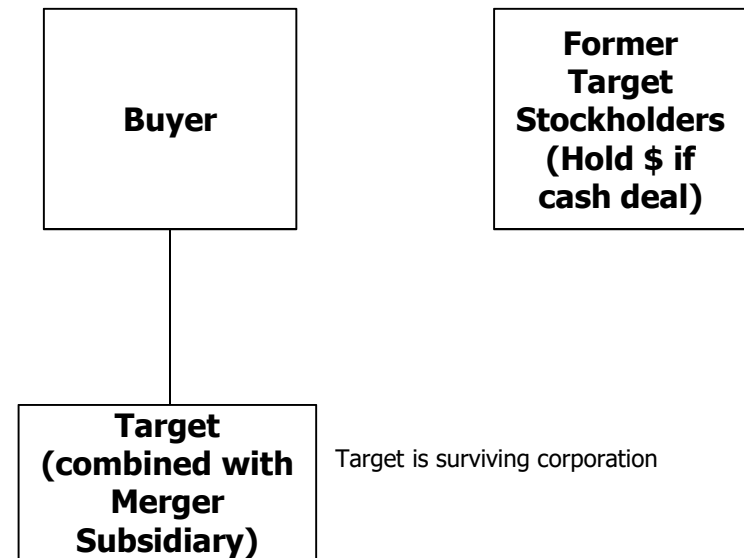 Buyer
Former
Target
Stockholders
(Hold $ if
cash deal)
Target
(combined with
Merger
Subsidiary)
Target is surviving corporation